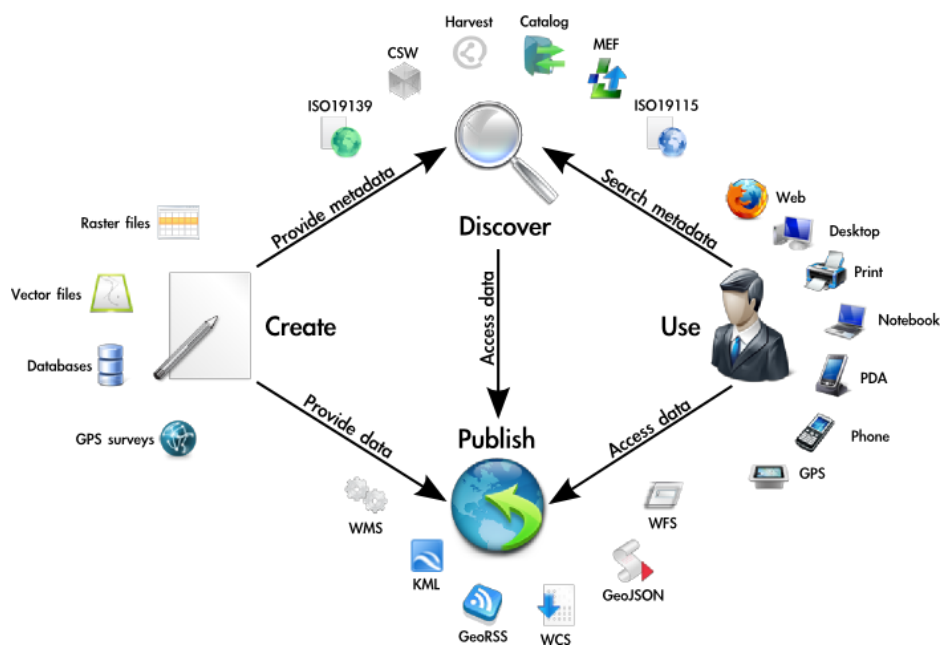 Harvest
Catalog
CSW
MEF
ISO19139
ISO19115
Provide metadata
Search metadata
Web
Raster files
Discover
Desktop
Print
Vector files
Create
Access data
Use
Notebook
Databases
PDA
Provide data
Publish
Access data
Phone
GPS surveys
GPS
WMS
WFS
KML
GeoJSON
GeoRSS
WCS